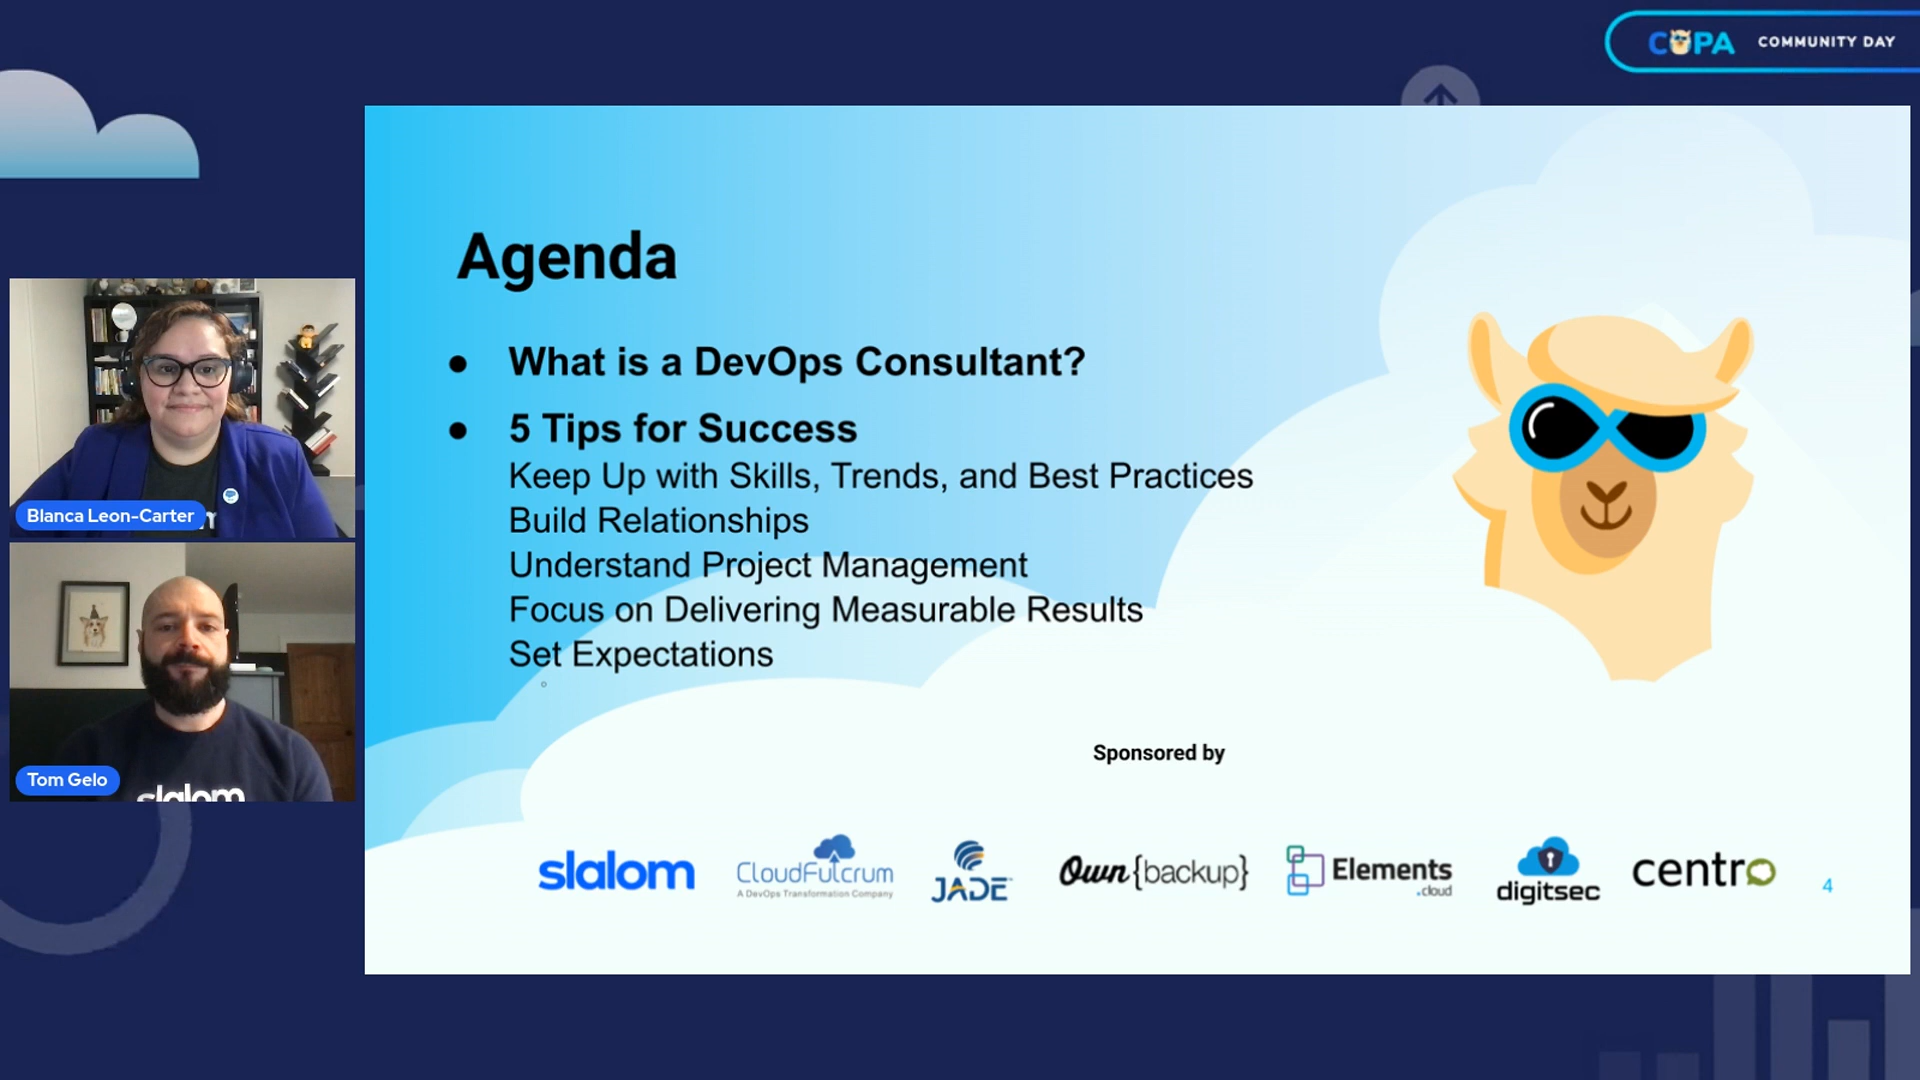 COPA COMMUNITY DAY
Agenda
● What is a DevOps Consultant?
● 5 Tips for Success
Keep Up with Skills, Trends, and Best Practices
Build Relationships
Understand Project Management
Focus on Delivering Measurable Results
Set Expectations
Blanca Leon-Carter
Tom Gelo
slalom
Sponsored by
slalom
CloudFulcrum
A DevOps Transformation Company
JADE
Own{backup}
Elements
.cloud
digitsec
centro
4